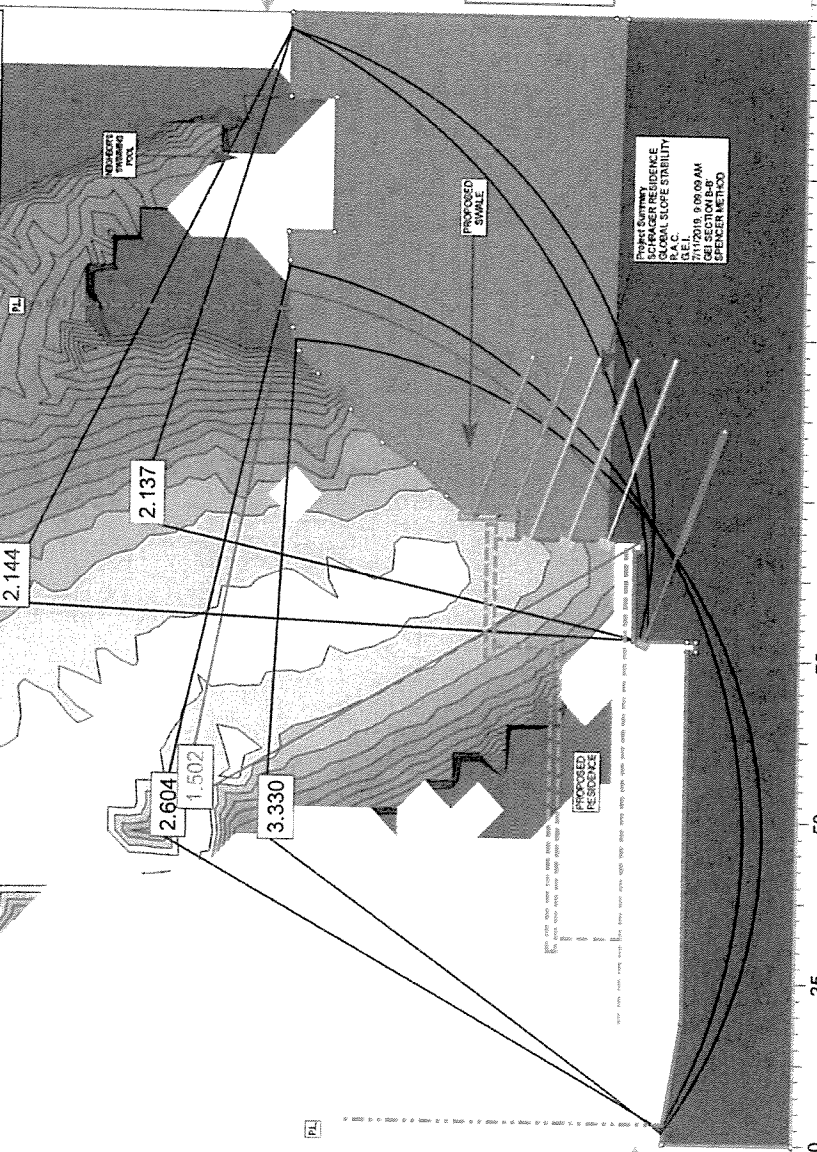 NEIGHBOR'S
SWIMMING
POOL
PL
PROPOSED
SWALE
Project Summary
SCHRAGER RESIDENCE
GLOBAL SLOPE STABILITY
R.A.C.
G.E.I.
7/11/2019, 9:09:09 AM
GEI SECTION B-B'
SPENCER METHOD
2.144
2.137
2.604
1.502
3.330
PROPOSED
RESIDENCE
PL
0
25
50